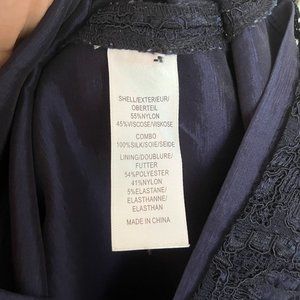 SHELL/EXTERIEUR/
OBERTEIL
55%NYLON
45%VISCOSE/VISKOSE
COMBO
100%SILK/SOIE/SEIDE
LINING/DOUBLURE/
FUTTER
54%POLYESTER
41%NYLON
5%ELASTANE/
ELASTHANNE/
ELASTHAN
MADE IN CHINA